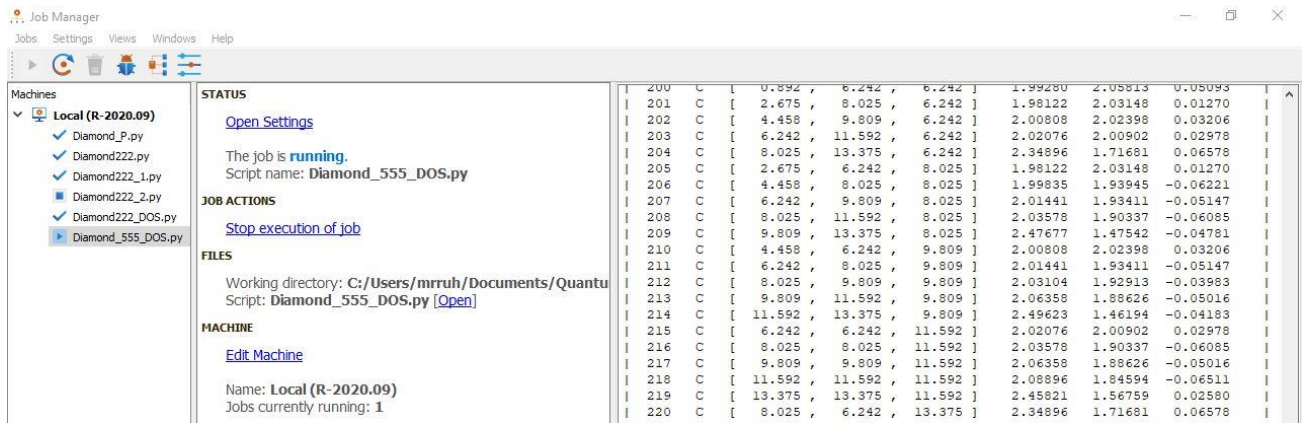 Job Manager
Jobs Settings Views Windows Help
Machines
Local (R-2020.09)
Diamond_P.py
Diamond222.py
Diamond222_1.py
Diamond222_2.py
Diamond222_DOS.py
Diamond_555_DOS.py
STATUS
Open Settings
The job is running.
Script name: Diamond_555_DOS.py
JOB ACTIONS
Stop execution of job
FILES
Working directory: C:/Users/mrruh/Documents/Quantu
Script: Diamond_555_DOS.py [Open]
MACHINE
Edit Machine
Name: Local (R-2020.09)
Jobs currently running: 1
| 200 C [ 0.892 , 6.242 , 6.242 ] 1.99280 2.05813 0.05093 |
| 201 C [ 2.675 , 8.025 , 6.242 ] 1.98122 2.03148 0.01270 |
| 202 C [ 4.458 , 9.809 , 6.242 ] 2.00808 2.02398 0.03206 |
| 203 C [ 6.242 , 11.592 , 6.242 ] 2.02076 2.00902 0.02978 |
| 204 C [ 8.025 , 13.375 , 6.242 ] 2.34896 1.71681 0.06578 |
| 205 C [ 2.675 , 6.242 , 8.025 ] 1.98122 2.03148 0.01270 |
| 206 C [ 4.458 , 8.025 , 8.025 ] 1.99835 1.93945 -0.06221 |
| 207 C [ 6.242 , 9.809 , 8.025 ] 2.01441 1.93411 -0.05147 |
| 208 C [ 8.025 , 11.592 , 8.025 ] 2.03578 1.90337 -0.06085 |
| 209 C [ 9.809 , 13.375 , 8.025 ] 2.47677 1.47542 -0.04781 |
| 210 C [ 4.458 , 6.242 , 9.809 ] 2.00808 2.02398 0.03206 |
| 211 C [ 6.242 , 8.025 , 9.809 ] 2.01441 1.93411 -0.05147 |
| 212 C [ 8.025 , 9.809 , 9.809 ] 2.03104 1.92913 -0.03983 |
| 213 C [ 9.809 , 11.592 , 9.809 ] 2.06358 1.88626 -0.05016 |
| 214 C [ 11.592 , 13.375 , 9.809 ] 2.49623 1.46194 -0.04183 |
| 215 C [ 6.242 , 6.242 , 11.592 ] 2.02076 2.00902 0.02978 |
| 216 C [ 8.025 , 8.025 , 11.592 ] 2.03578 1.90337 -0.06085 |
| 217 C [ 9.809 , 9.809 , 11.592 ] 2.06358 1.88626 -0.05016 |
| 218 C [ 11.592 , 11.592 , 11.592 ] 2.08896 1.84594 -0.06511 |
| 219 C [ 13.375 , 13.375 , 11.592 ] 2.45821 1.56759 0.02580 |
| 220 C [ 8.025 , 6.242 , 13.375 ] 2.34896 1.71681 0.06578 |